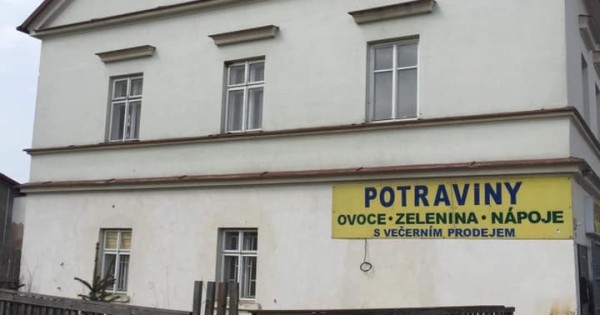 POTRAVINY
OVOCE • ZELENINA • NÁPOJE
S VEČERNÍM PRODEJEM